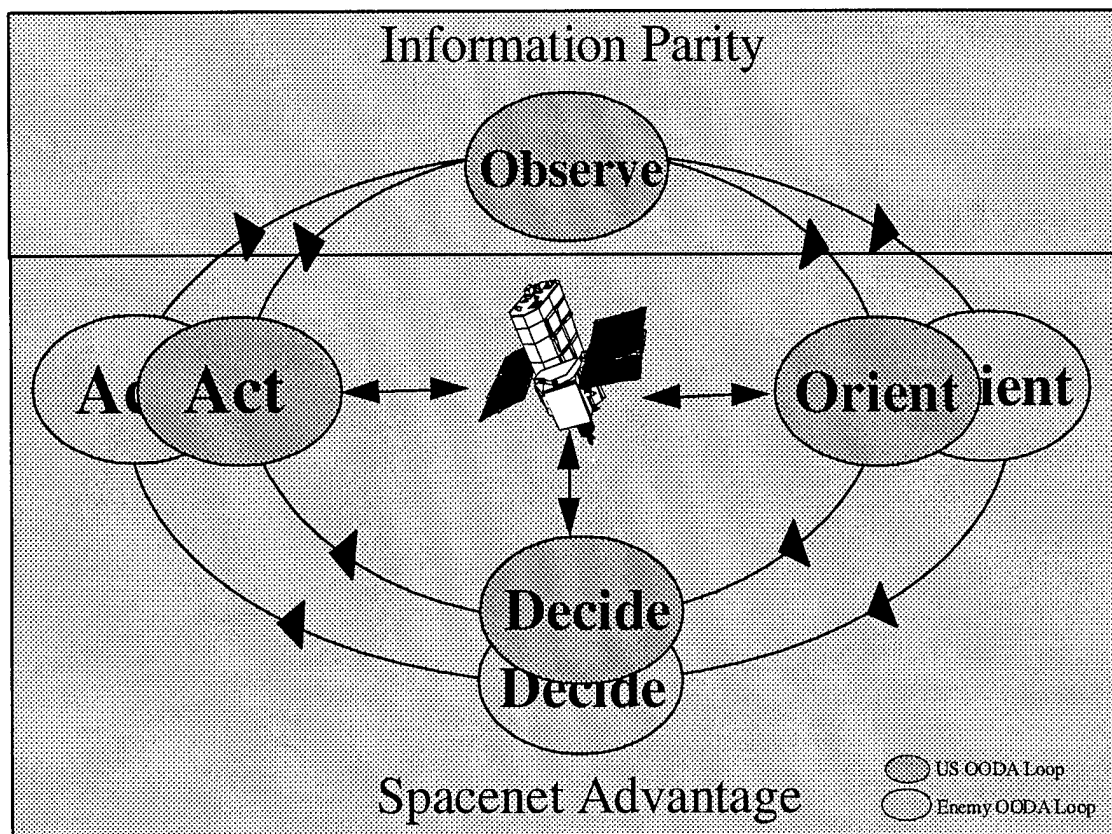 Information Parity
Observe
Ac
Act
Orient
ient
Decide
Decide
Spacenet Advantage
US OODA Loop
Enemy OODA Loop